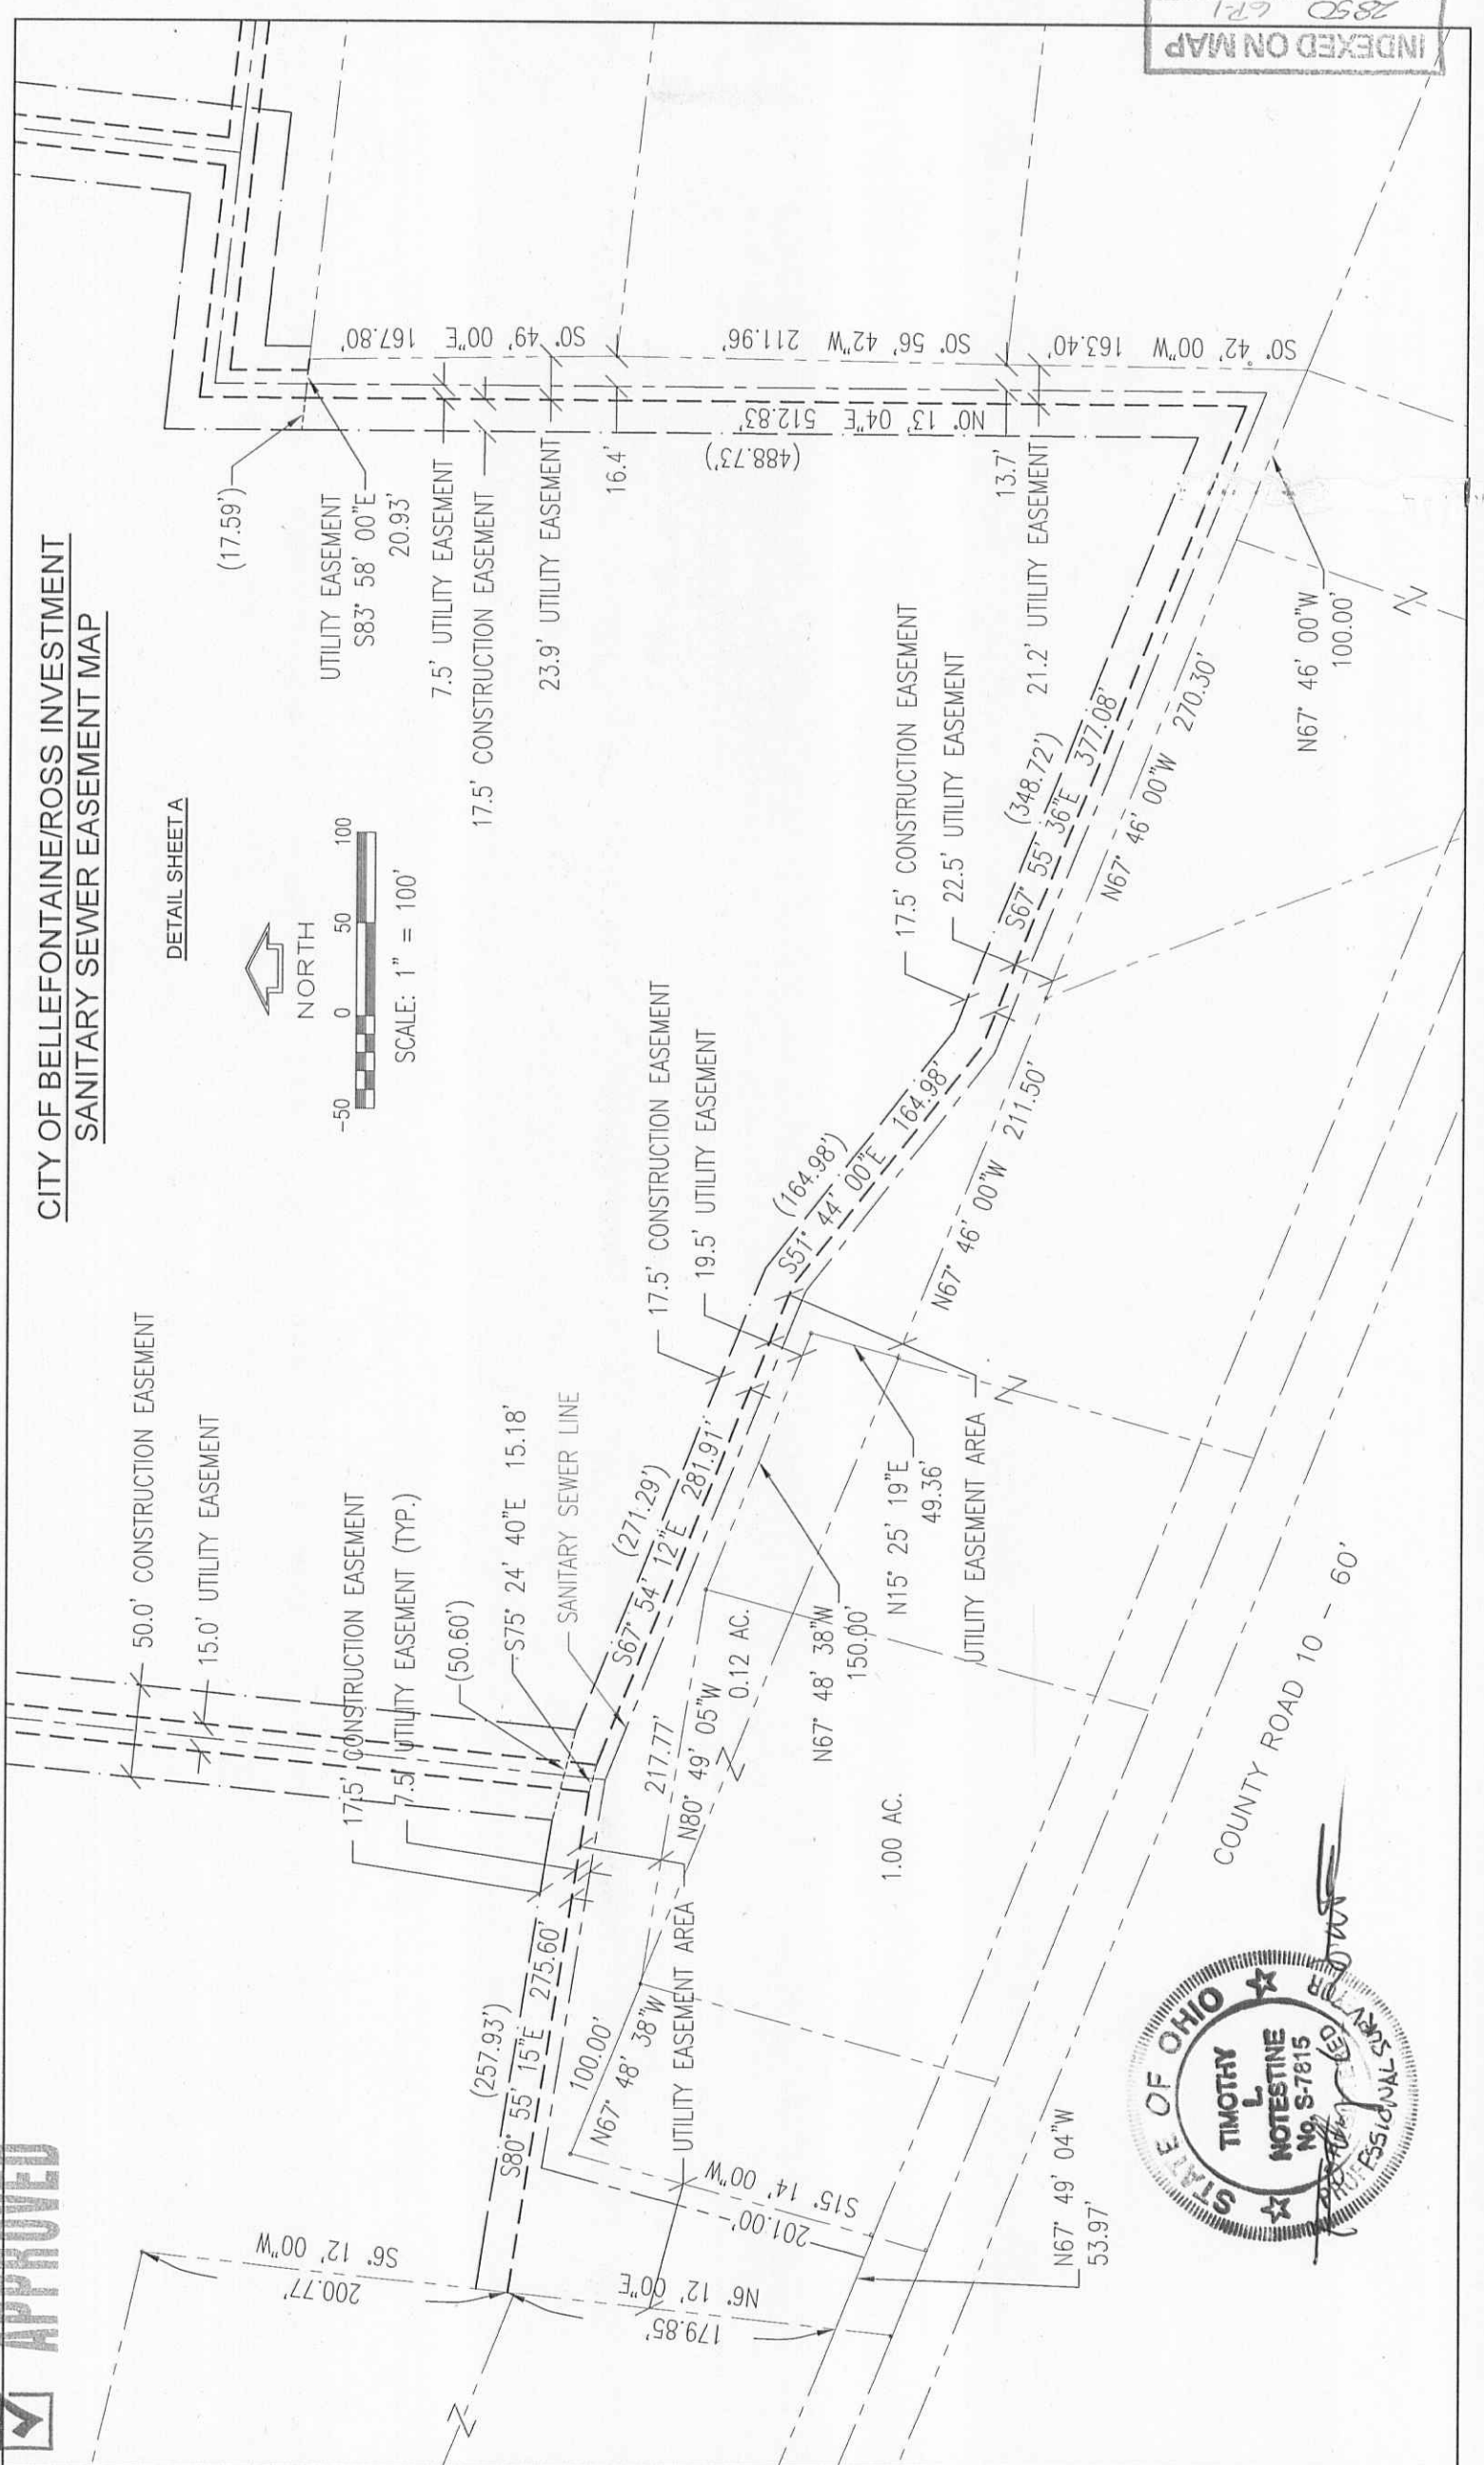 CITY OF BELLEFONTAINE/ROSS INVESTMENT
SANITARY SEWER EASEMENT MAP
DETAIL SHEET A
NORTH
-50 0 50 100
SCALE: 1" = 100'
APPROVED
INDEXED ON MAP
2850 GR-1
50.0' CONSTRUCTION EASEMENT
15.0' UTILITY EASEMENT
17.5' CONSTRUCTION EASEMENT
7.5' UTILITY EASEMENT (TYP.)
(50.60')
S75° 24' 40"E 15.18'
SANITARY SEWER LINE
S6° 12' 00"W
200.77'
(257.93')
S80° 55' 15"E 275.60'
100.00'
N67° 48' 38"W
UTILITY EASEMENT AREA
S15° 14' 00"W
201.00'
N6° 12' 00"E
179.85'
N67° 49' 04"W
53.97'
217.77'
N80° 49' 05"W
0.12 AC.
1.00 AC.
(271.29')
S67° 54' 12"E 281.91'
N67° 48' 38"W
150.00'
N15° 25' 19"E
49.36'
UTILITY EASEMENT AREA
17.5' CONSTRUCTION EASEMENT
19.5' UTILITY EASEMENT
(164.98')
S51° 44' 00"E 164.98'
N67° 46' 00"W 211.50'
17.5' CONSTRUCTION EASEMENT
22.5' UTILITY EASEMENT
(348.72')
S67° 55' 36"E 377.08'
N67° 46' 00"W 270.30'
N67° 46' 00"W
100.00'
(17.59')
UTILITY EASEMENT
S83° 58' 00"E
20.93'
7.5' UTILITY EASEMENT
17.5' CONSTRUCTION EASEMENT
23.9' UTILITY EASEMENT
16.4'
(488.73')
N0° 13' 04"E 512.83'
13.7'
21.2' UTILITY EASEMENT
S0° 49' 00"E 167.80'
S0° 56' 42"W 211.96'
S0° 42' 00"W 163.40'
COUNTY ROAD 10 - 60'
STATE OF OHIO
TIMOTHY
L.
NOTESTINE
No. S-7815